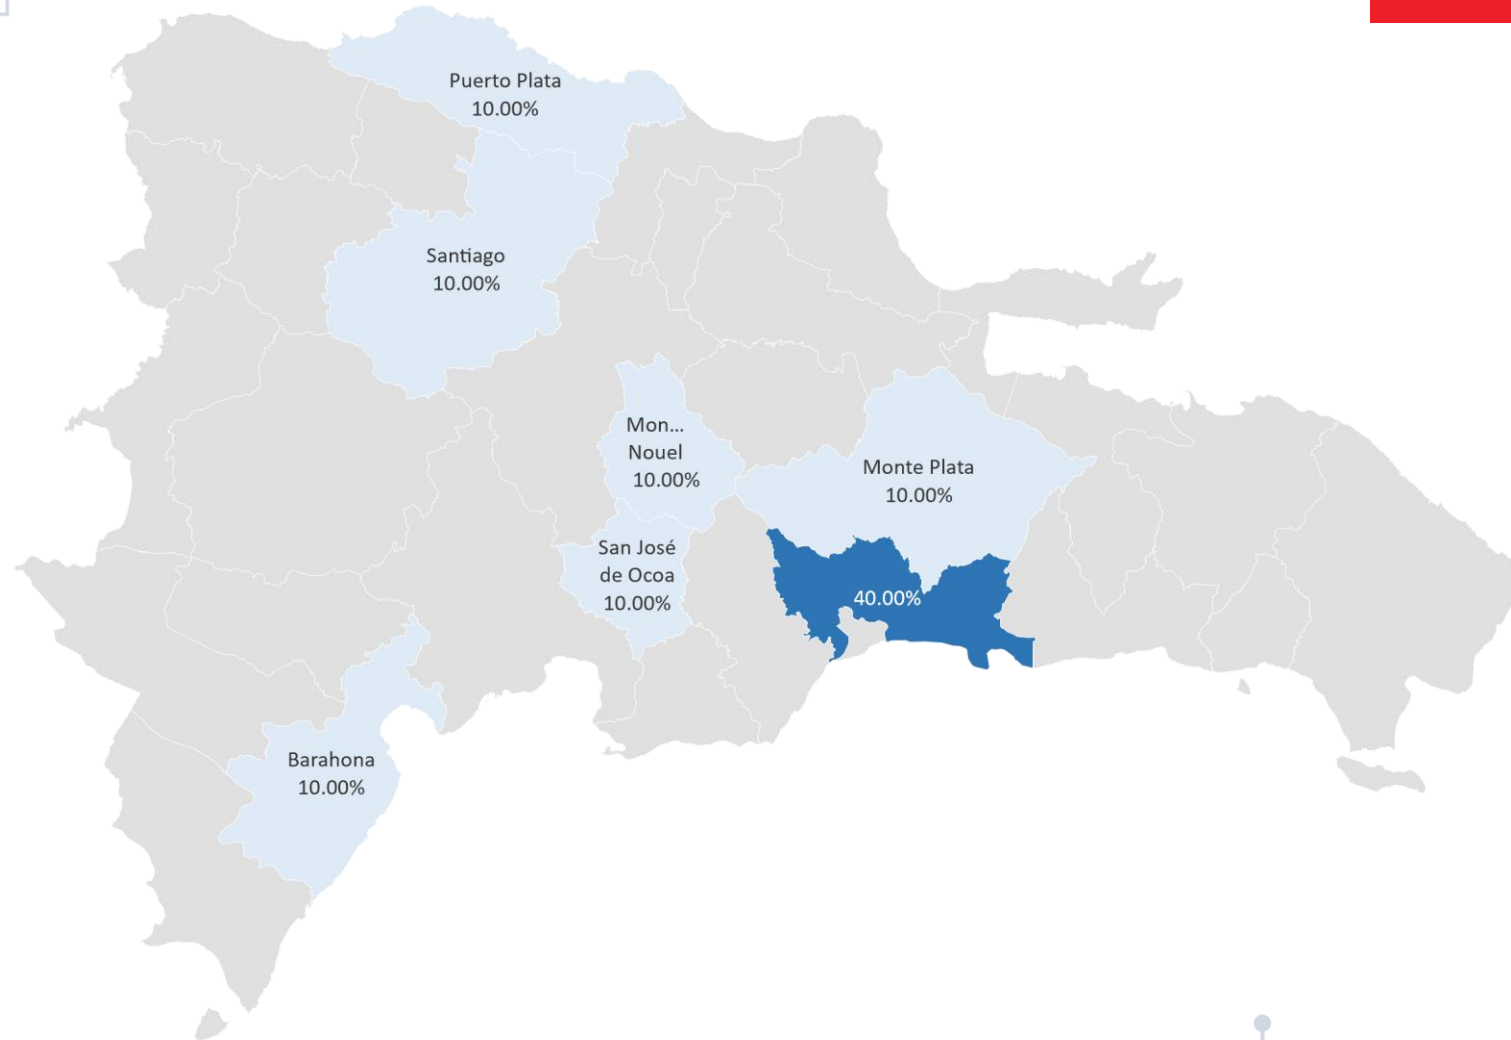 Puerto Plata
10.00%
Santiago
10.00%
Mon...
Nouel
10.00%
Monte Plata
10.00%
San José
de Ocoa
10.00%
40.00%
Barahona
10.00%